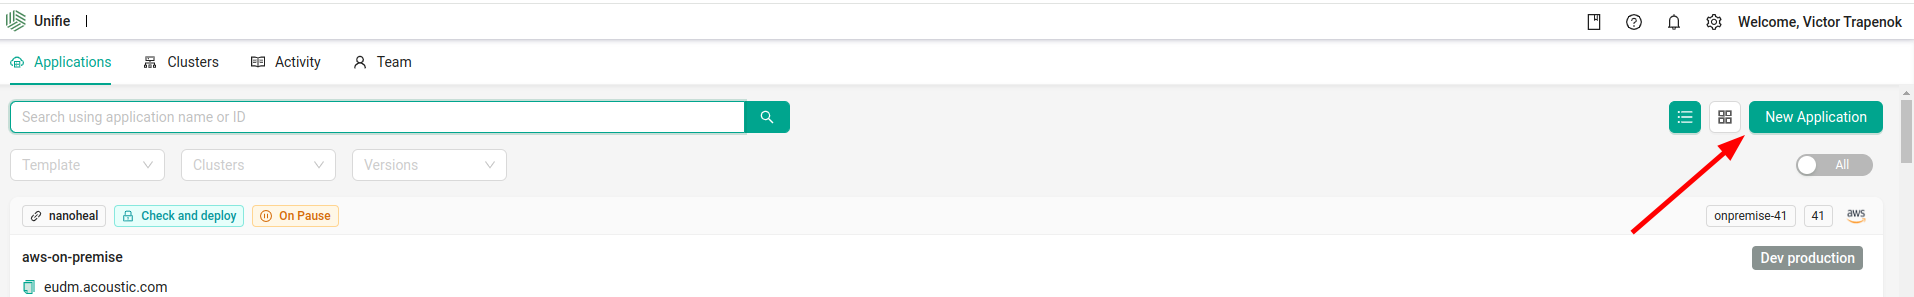 Unifie
Welcome, Victor Trapenok
Applications Clusters Activity Team
Search using application name or ID
New Application
Template Clusters Versions
All
nanoheal Check and deploy On Pause
onpremise-41 41 aws
aws-on-premise
Dev production
eudm.acoustic.com